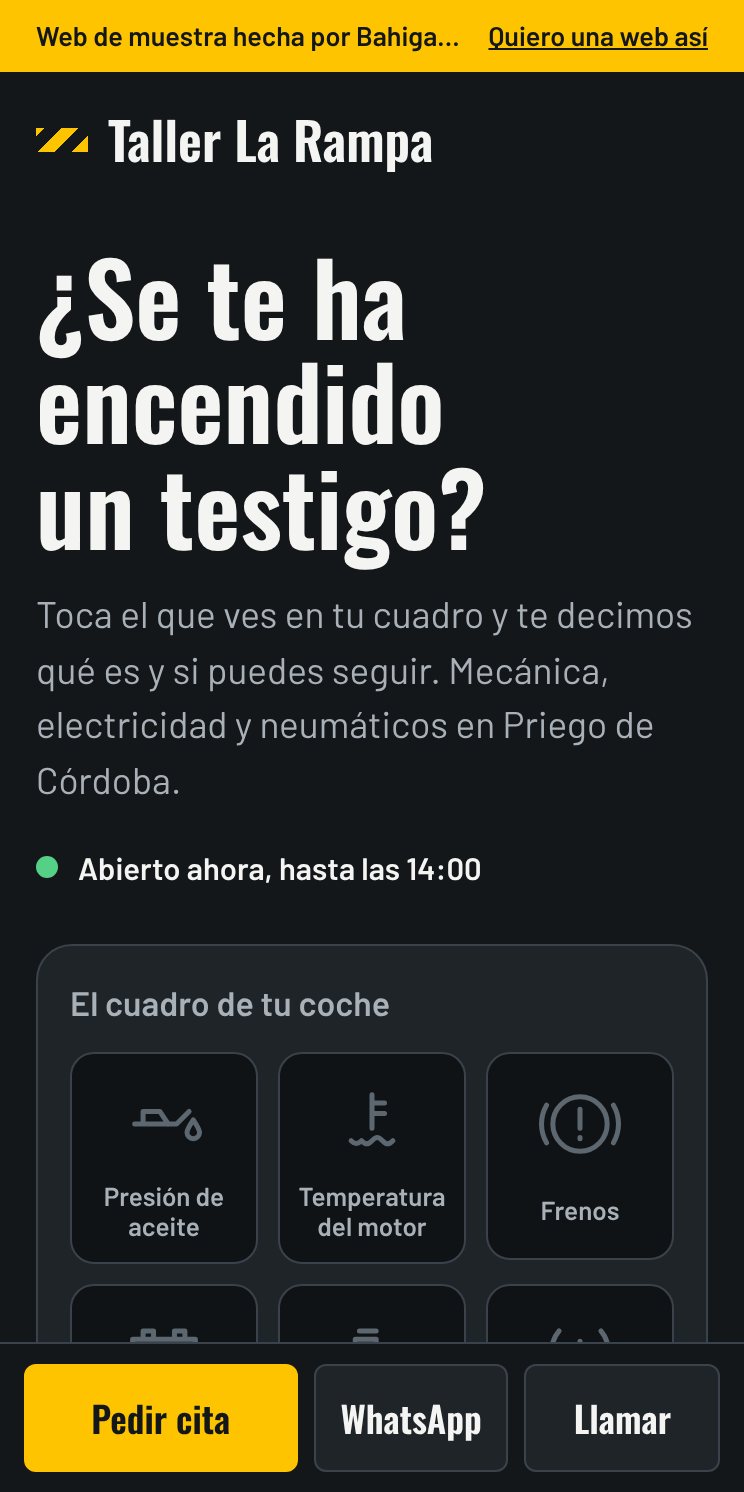 Web de muestra hecha por Bahiga... Quiero una web así
Taller La Rampa
¿Se te ha
encendido
un testigo?
Toca el que ves en tu cuadro y te decimos
qué es y si puedes seguir. Mecánica,
electricidad y neumáticos en Priego de
Córdoba.
Abierto ahora, hasta las 14:00
El cuadro de tu coche
Presión de
aceite
Temperatura
del motor
Frenos
Pedir cita
WhatsApp
Llamar